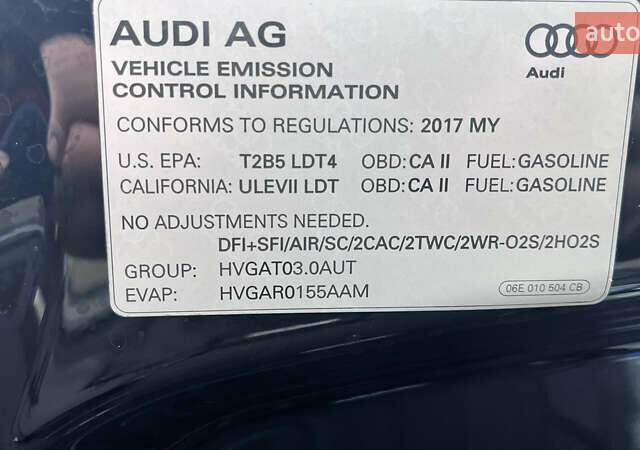 AUDI AG
auto
Audi
VEHICLE EMISSION
CONTROL INFORMATION
CONFORMS TO REGULATIONS: 2017 MY
U.S. EPA: T2B5 LDT4 OBD: CA II FUEL: GASOLINE
CALIFORNIA: ULEVII LDT OBD: CA II FUEL: GASOLINE
NO ADJUSTMENTS NEEDED.
DFI+SFI/AIR/SC/2CAC/2TWC/2WR-O2S/2HO2S
GROUP: HVGAT03.0AUT
EVAP: HVGAR0155AAM
06E 010 504 CB